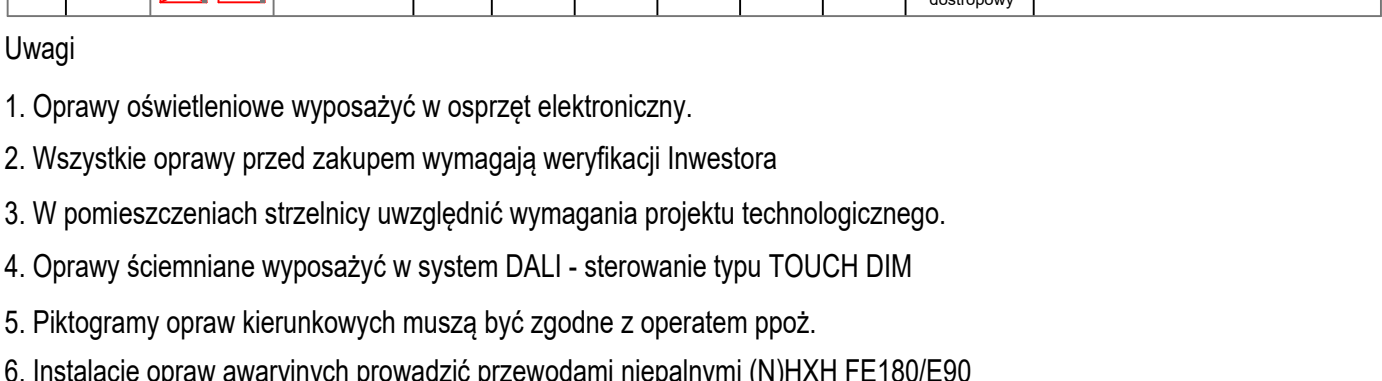 dostropowy
Uwagi
1. Oprawy oświetleniowe wyposażyć w osprzęt elektroniczny.
2. Wszystkie oprawy przed zakupem wymagają weryfikacji Inwestora
3. W pomieszczeniach strzelnicy uwzględnić wymagania projektu technologicznego.
4. Oprawy ściemniane wyposażyć w system DALI - sterowanie typu TOUCH DIM
5. Piktogramy opraw kierunkowych muszą być zgodne z operatem ppoż.
6. Instalacje opraw awaryjnych prowadzić przewodami niepalnymi (N)HXH FE180/E90